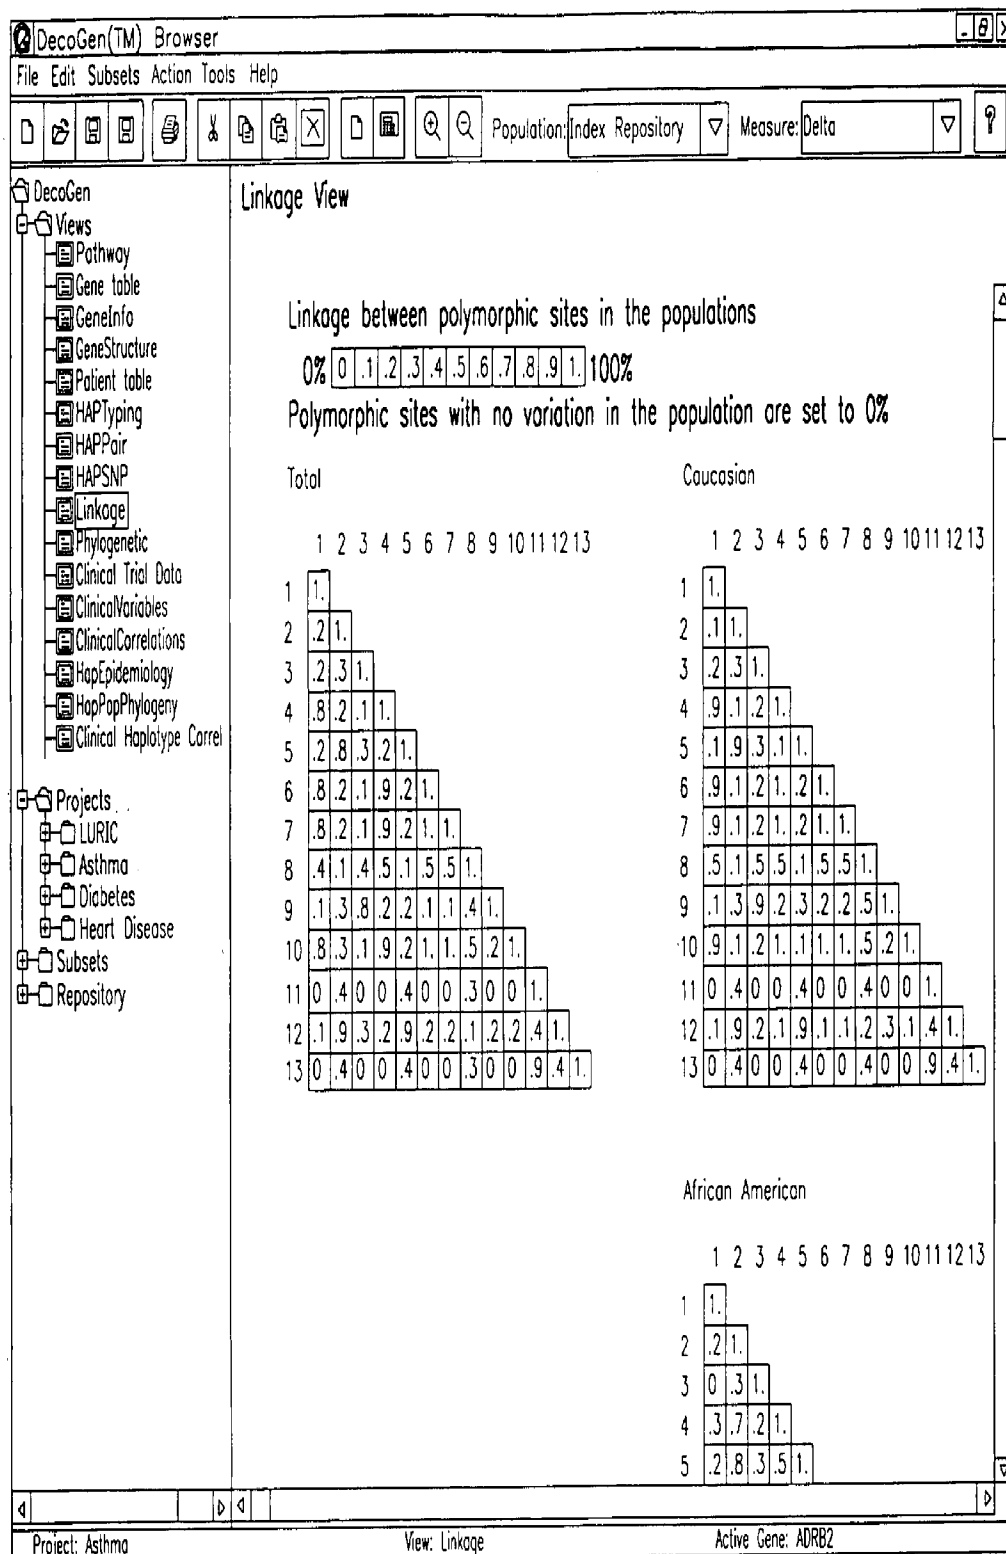 DecoGen(TM) Browser
File Edit Subsets Action Tools Help
Population: Index Repository Measure: Delta ?
DecoGen
Views
Pathway
Gene table
GeneInfo
GeneStructure
Patient table
HAPTyping
HAPPair
HAPSNP
Linkage
Phylogenetic
Clinical Trial Data
ClinicalVariables
ClinicalCorrelations
HapEpidemiology
HapPopPhylogeny
Clinical Haplotype Correl
Projects
LURIC
Asthma
Diabetes
Heart Disease
Subsets
Repository
Linkage View
Linkage between polymorphic sites in the populations
0% 0 .1 .2 .3 .4 .5 .6 .7 .8 .9 1. 100%
Polymorphic sites with no variation in the population are set to 0%
Total
1 2 3 4 5 6 7 8 9 10 11 12 13
1 1.
2 .2 1.
3 .2 .3 1.
4 .8 .2 .1 1.
5 .2 .8 .3 .2 1.
6 .8 .2 .1 .9 .2 1.
7 .8 .2 .1 .9 .2 1. 1.
8 .4 .1 .4 .5 .1 .5 .5 1.
9 .1 .3 .8 .2 .2 .1 .1 .4 1.
10 .8 .3 .1 .9 .2 1. 1. .5 .2 1.
11 0 .4 0 0 .4 0 0 .3 0 0 1.
12 .1 .9 .3 .2 .9 .2 .2 .1 .2 .2 .4 1.
13 0 .4 0 0 .4 0 0 .3 0 0 .9 .4 1.
Caucasian
1 2 3 4 5 6 7 8 9 10 11 12 13
1 1.
2 .1 1.
3 .2 .3 1.
4 .9 .1 .2 1.
5 .1 .9 .3 .1 1.
6 .9 .1 .2 1. .2 1.
7 .9 .1 .2 1. .2 1. 1.
8 .5 .1 .5 .5 .1 .5 .5 1.
9 .1 .3 .9 .2 .3 .2 .2 .5 1.
10 .9 .1 .2 1. .1 1. 1. .5 .2 1.
11 0 .4 0 0 .4 0 0 .4 0 0 1.
12 .1 .9 .2 .1 .9 .1 .1 .2 .3 .1 .4 1.
13 0 .4 0 0 .4 0 0 .4 0 0 .9 .4 1.
African American
1 2 3 4 5 6 7 8 9 10 11 12 13
1 1.
2 .2 1.
3 0 .3 1.
4 .3 .7 .2 1.
5 .2 .8 .3 .5 1.
Project: Asthma View: Linkage Active Gene: ADRB2